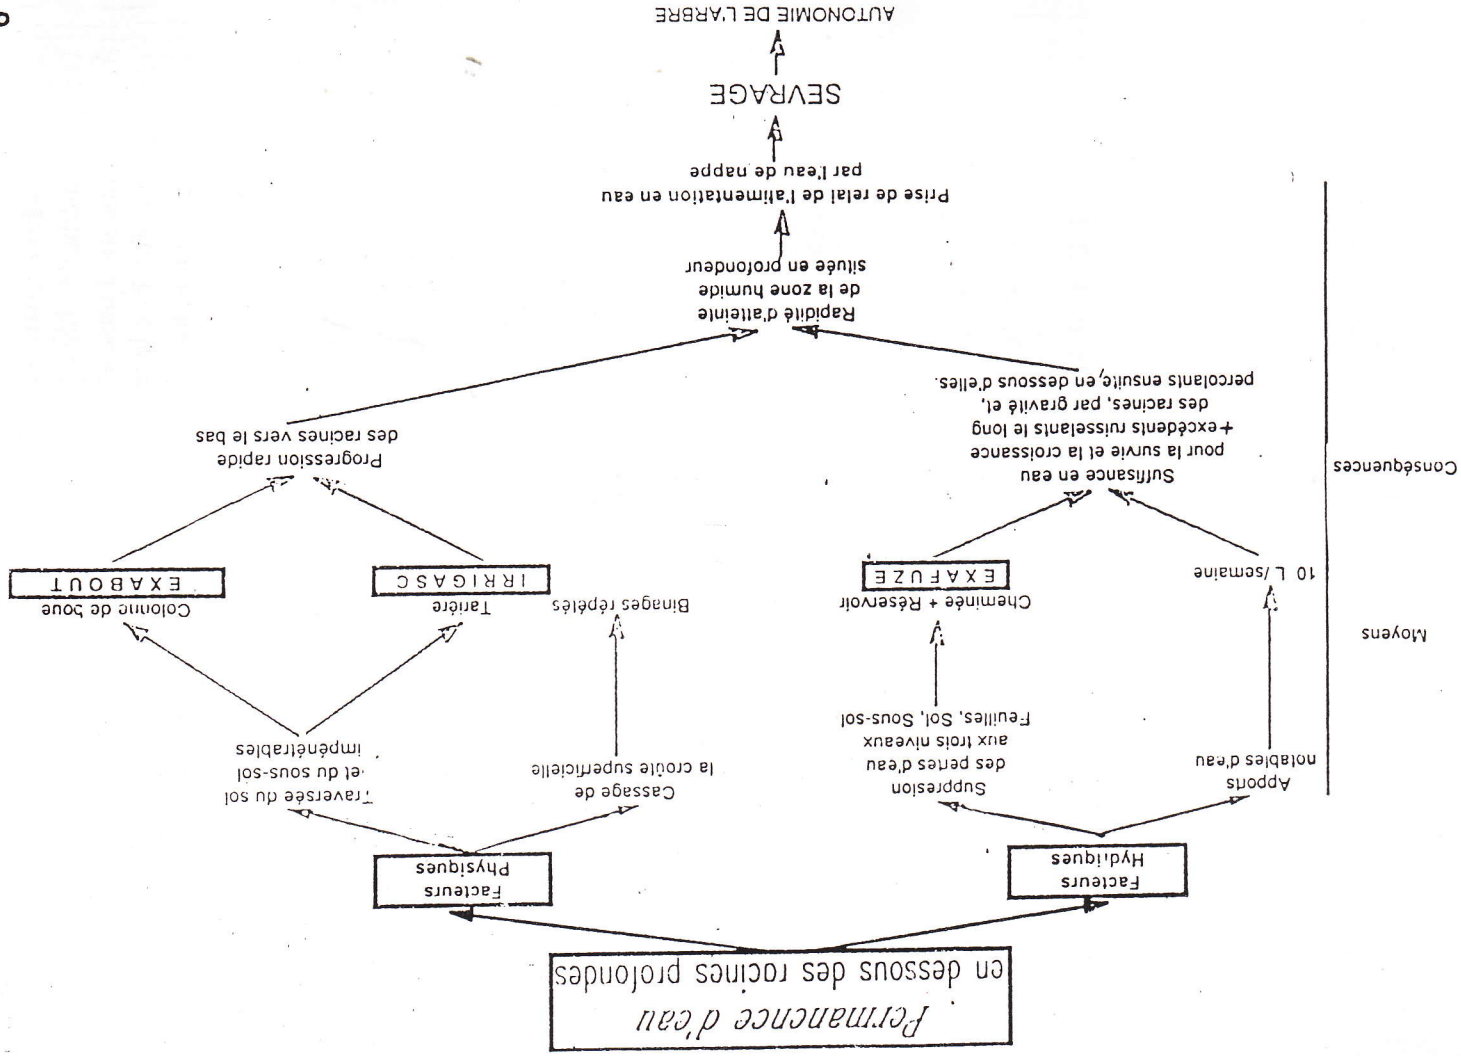 Permanence d'eau
en dessous des racines profondes
Facteurs
Hydriques
Facteurs
Physiques
Apports
notables d'eau
Suppresion
des pertes d'eau
aux trois niveaux
Feuilles, Sol, Sous-sol
Cassage de
la croûte superficielle
Traversée du sol
et du sous-sol
impénétrables
Moyens
10 L/semaine
Cheminée + Réservoir
EXAFUZE
Binages répétés
Tarière
IRRIGASC
Colonne de boue
EXABOUT
Conséquences
Suffisance en eau
pour la survie et la croissance
+excédents ruisselants le long
des racines, par gravité et,
percolants ensuite, en dessous d'elles.
Progression rapide
des racines vers le bas
Rapidité d'atteinte
de la zone humide
située en profondeur
Prise de relai de l'alimentation en eau
par l'eau de nappe
SEVRAGE
AUTONOMIE DE L'ARBRE